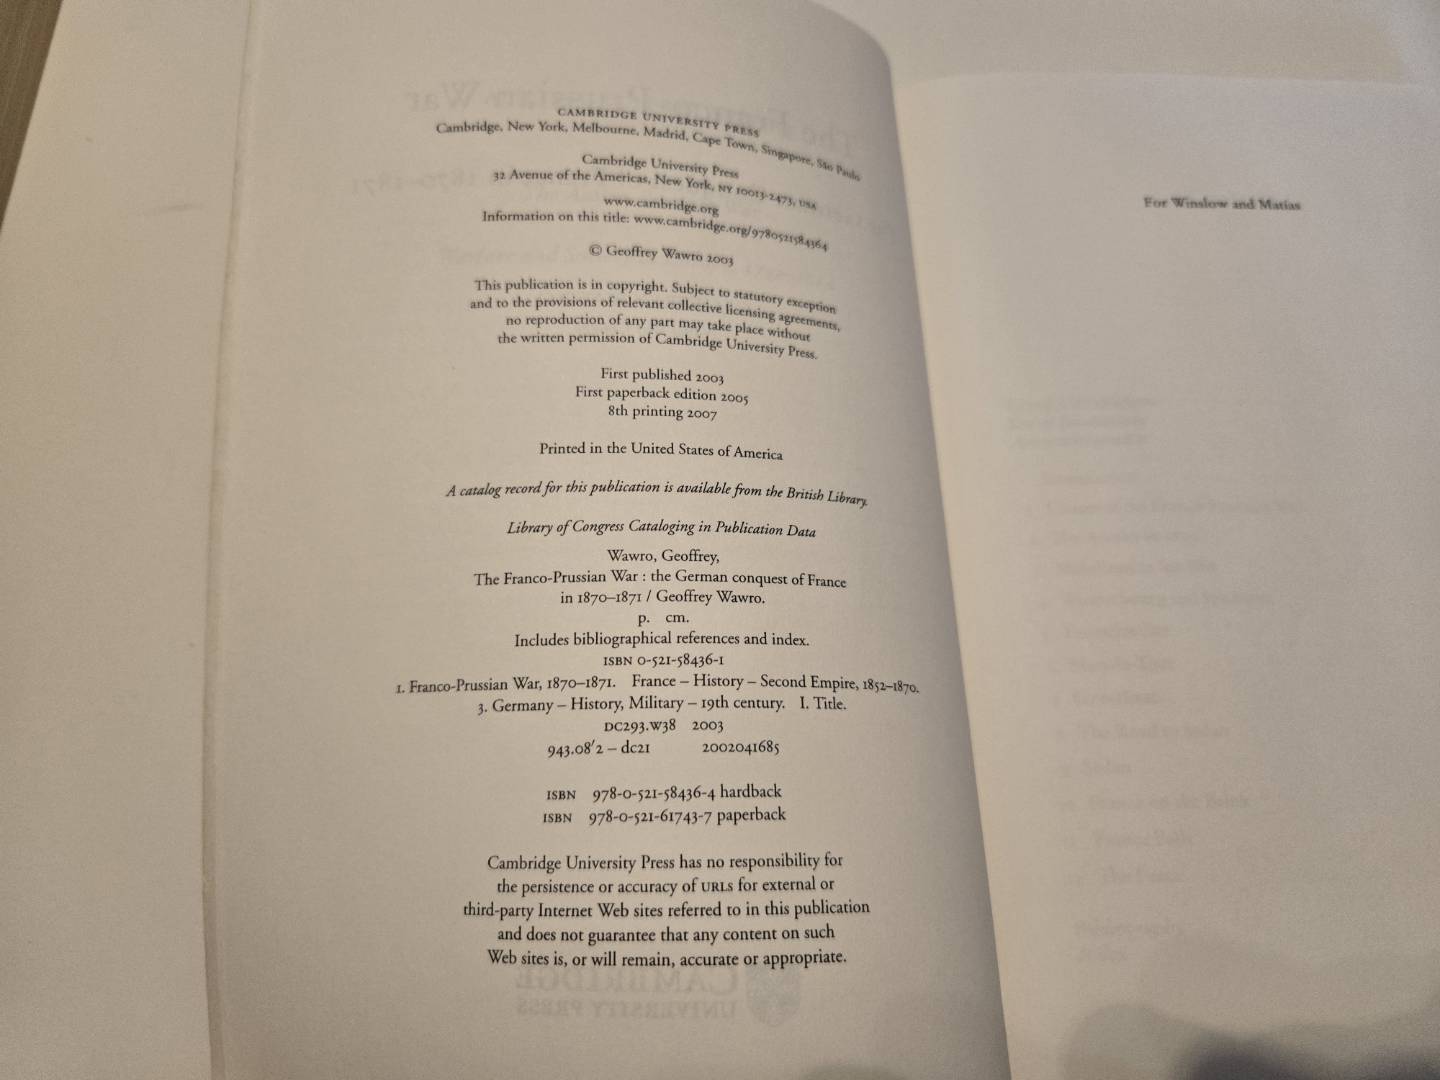 CAMBRIDGE UNIVERSITY PRESS
Cambridge, New York, Melbourne, Madrid, Cape Town, Singapore, São Paulo
Cambridge University Press
32 Avenue of the Americas, New York, NY 10013-2473, USA
www.cambridge.org
Information on this title: www.cambridge.org/9780521584364
© Geoffrey Wawro 2003
This publication is in copyright. Subject to statutory exception
and to the provisions of relevant collective licensing agreements,
no reproduction of any part may take place without
the written permission of Cambridge University Press.
First published 2003
First paperback edition 2005
8th printing 2007
Printed in the United States of America
A catalog record for this publication is available from the British Library.
Library of Congress Cataloging in Publication Data
Wawro, Geoffrey,
The Franco-Prussian War : the German conquest of France
in 1870–1871 / Geoffrey Wawro.
p. cm.
Includes bibliographical references and index.
ISBN 0-521-58436-1
1. Franco-Prussian War, 1870–1871. France – History – Second Empire, 1852–1870.
3. Germany – History, Military – 19th century. I. Title.
DC293.W38 2003
943.08′2 – dc21 2002041685
ISBN 978-0-521-58436-4 hardback
ISBN 978-0-521-61743-7 paperback
Cambridge University Press has no responsibility for
the persistence or accuracy of URLs for external or
third-party Internet Web sites referred to in this publication
and does not guarantee that any content on such
Web sites is, or will remain, accurate or appropriate.
For Winslow and Matias